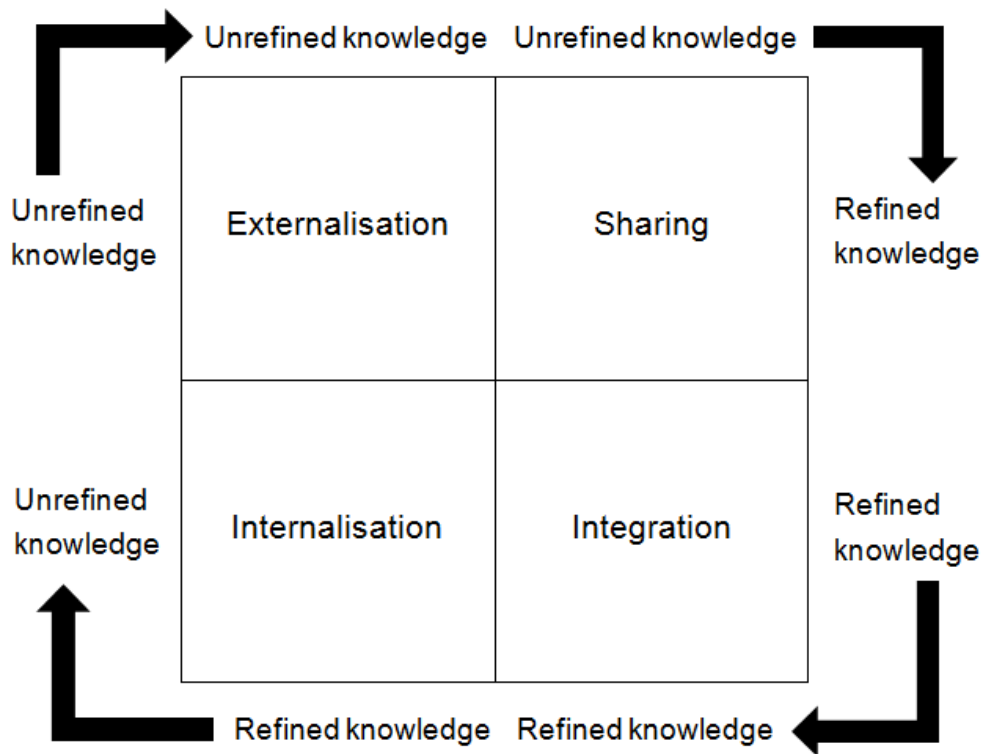 Unrefined knowledge Unrefined knowledge
Unrefined
knowledge
Externalisation
Sharing
Refined
knowledge
Unrefined
knowledge
Internalisation
Integration
Refined
knowledge
Refined knowledge Refined knowledge